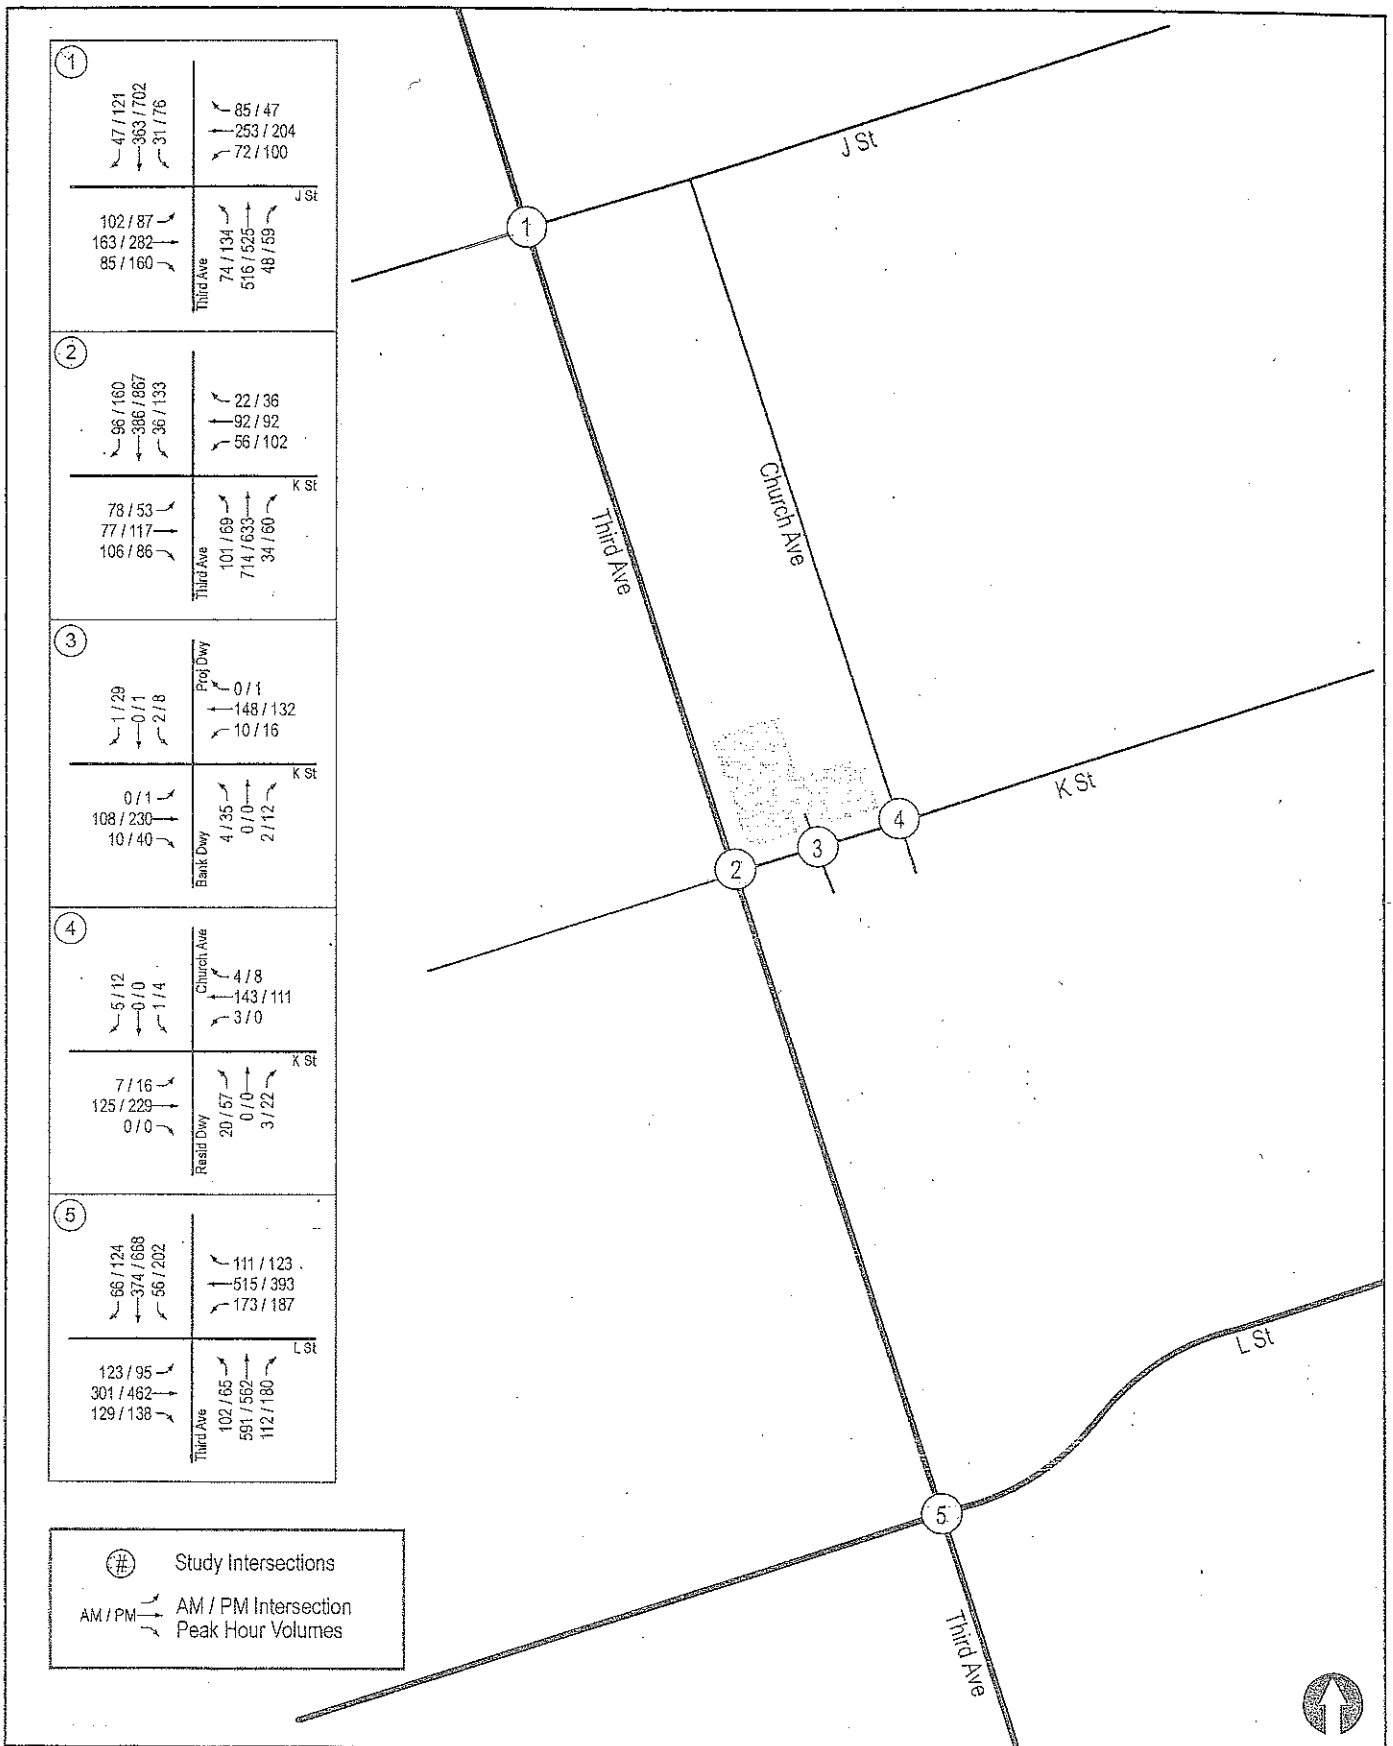 1
47 / 121
363 / 702
31 / 76
85 / 47
253 / 204
72 / 100
J St
102 / 87
163 / 282
85 / 160
Third Ave
74 / 134
516 / 525
48 / 59
2
96 / 160
386 / 867
36 / 133
22 / 36
92 / 92
56 / 102
K St
78 / 53
77 / 117
106 / 86
Third Ave
101 / 69
714 / 633
34 / 60
3
1 / 29
0 / 1
2 / 8
Proj Dwy
0 / 1
148 / 132
10 / 16
K St
0 / 1
108 / 230
10 / 40
Bank Dwy
4 / 35
0 / 0
2 / 12
4
5 / 12
0 / 0
1 / 4
Church Ave
4 / 8
143 / 111
3 / 0
K St
7 / 16
125 / 229
0 / 0
Resid Dwy
20 / 57
0 / 0
3 / 22
5
66 / 124
374 / 668
56 / 202
111 / 123
515 / 393
173 / 187
L St
123 / 95
301 / 462
129 / 138
Third Ave
102 / 65
591 / 562
112 / 180
# Study Intersections
AM / PM AM / PM Intersection
Peak Hour Volumes
J St
1
Church Ave
Third Ave
K St
4
3
2
L St
5
Third Ave